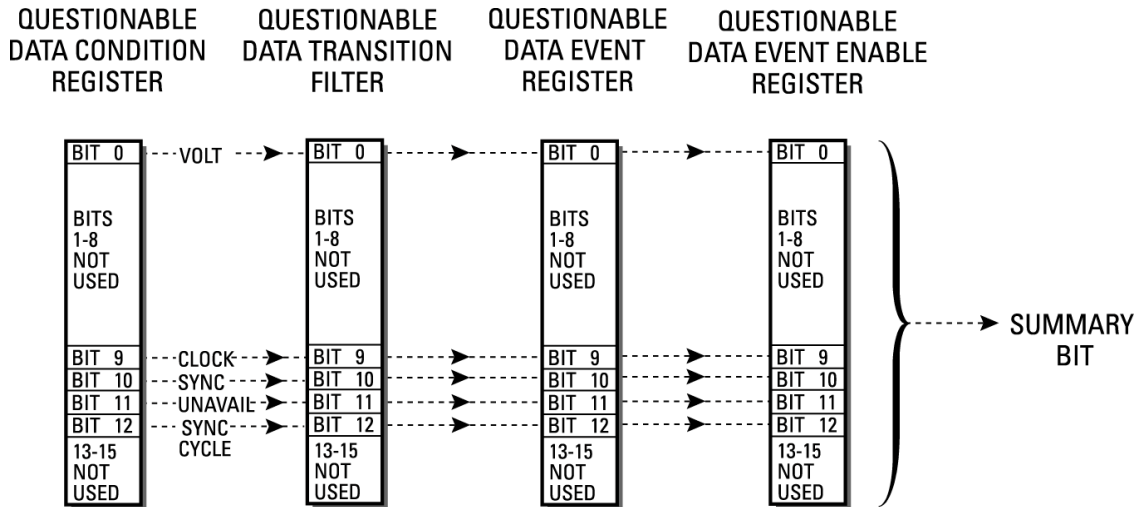 QUESTIONABLE
DATA CONDITION
REGISTER
QUESTIONABLE
DATA TRANSITION
FILTER
QUESTIONABLE
DATA EVENT
REGISTER
QUESTIONABLE
DATA EVENT ENABLE
REGISTER
BIT 0
VOLT
BIT 0
BIT 0
BIT 0
BITS
1-8
NOT
USED
BITS
1-8
NOT
USED
BITS
1-8
NOT
USED
BITS
1-8
NOT
USED
SUMMARY
BIT
BIT 9
CLOCK
BIT 9
BIT 9
BIT 9
BIT 10
SYNC
BIT 10
BIT 10
BIT 10
BIT 11
UNAVAIL
BIT 11
BIT 11
BIT 11
BIT 12
SYNC
CYCLE
BIT 12
BIT 12
BIT 12
13-15
NOT
USED
13-15
NOT
USED
13-15
NOT
USED
13-15
NOT
USED